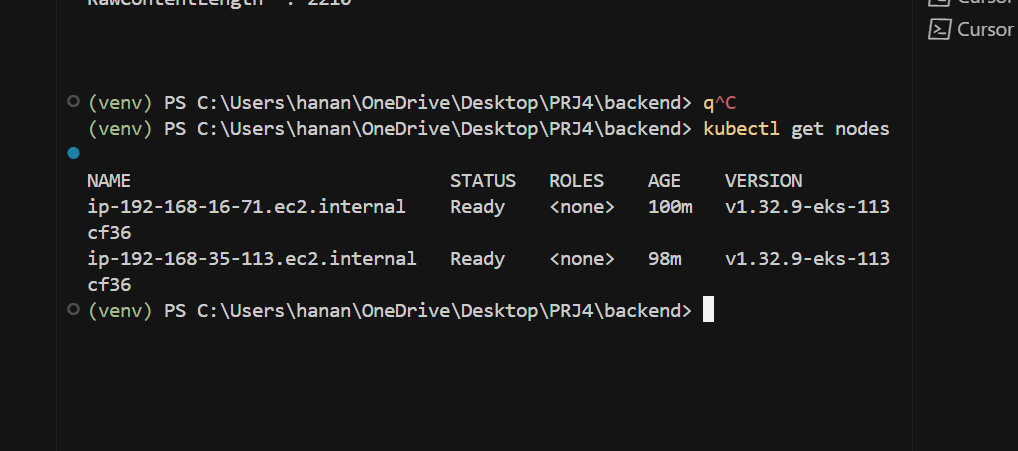 RawContentLength  : 2216
Cursor
Cursor
(venv) PS C:\Users\hanan\OneDrive\Desktop\PRJ4\backend> q^C
(venv) PS C:\Users\hanan\OneDrive\Desktop\PRJ4\backend> kubectl get nodes
NAME                             STATUS   ROLES    AGE    VERSION
ip-192-168-16-71.ec2.internal    Ready    <none>   100m   v1.32.9-eks-113
cf36
ip-192-168-35-113.ec2.internal   Ready    <none>   98m    v1.32.9-eks-113
cf36
(venv) PS C:\Users\hanan\OneDrive\Desktop\PRJ4\backend>